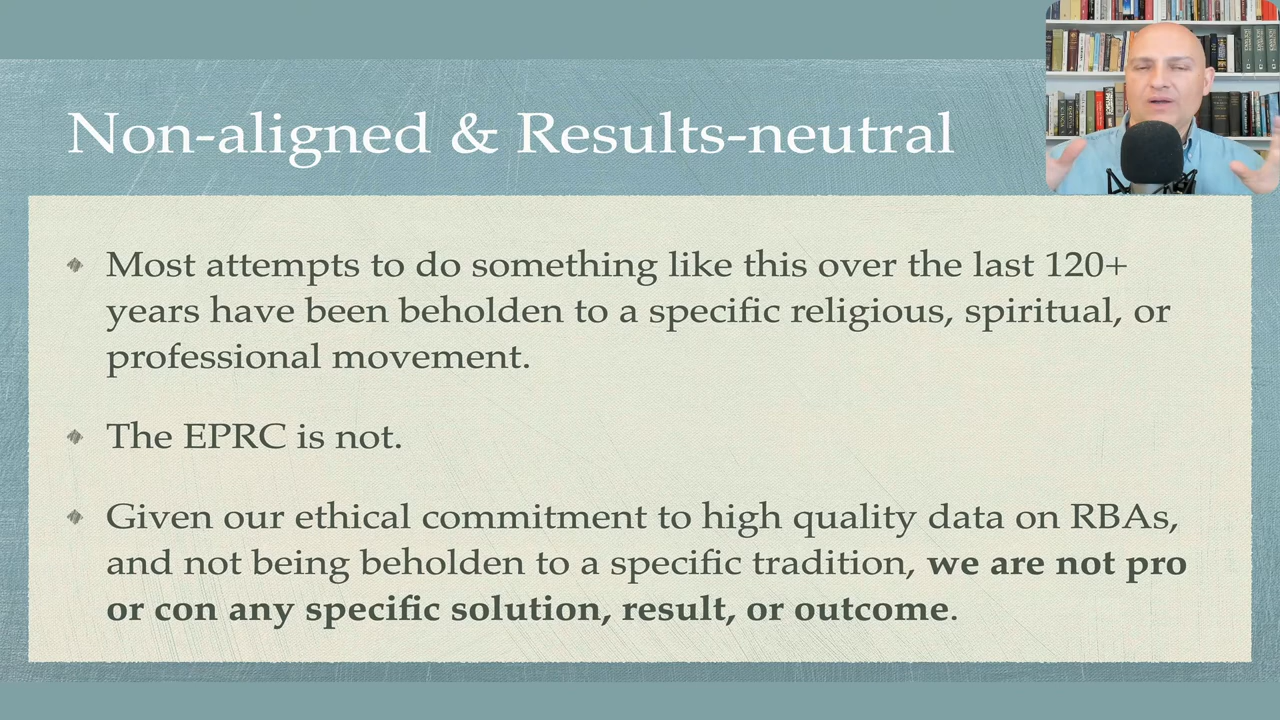 Non-aligned & Results-neutral
Most attempts to do something like this over the last 120+
years have been beholden to a specific religious, spiritual, or
professional movement.
The EPRC is not.
Given our ethical commitment to high quality data on RBAs,
and not being beholden to a specific tradition, we are not pro
or con any specific solution, result, or outcome.